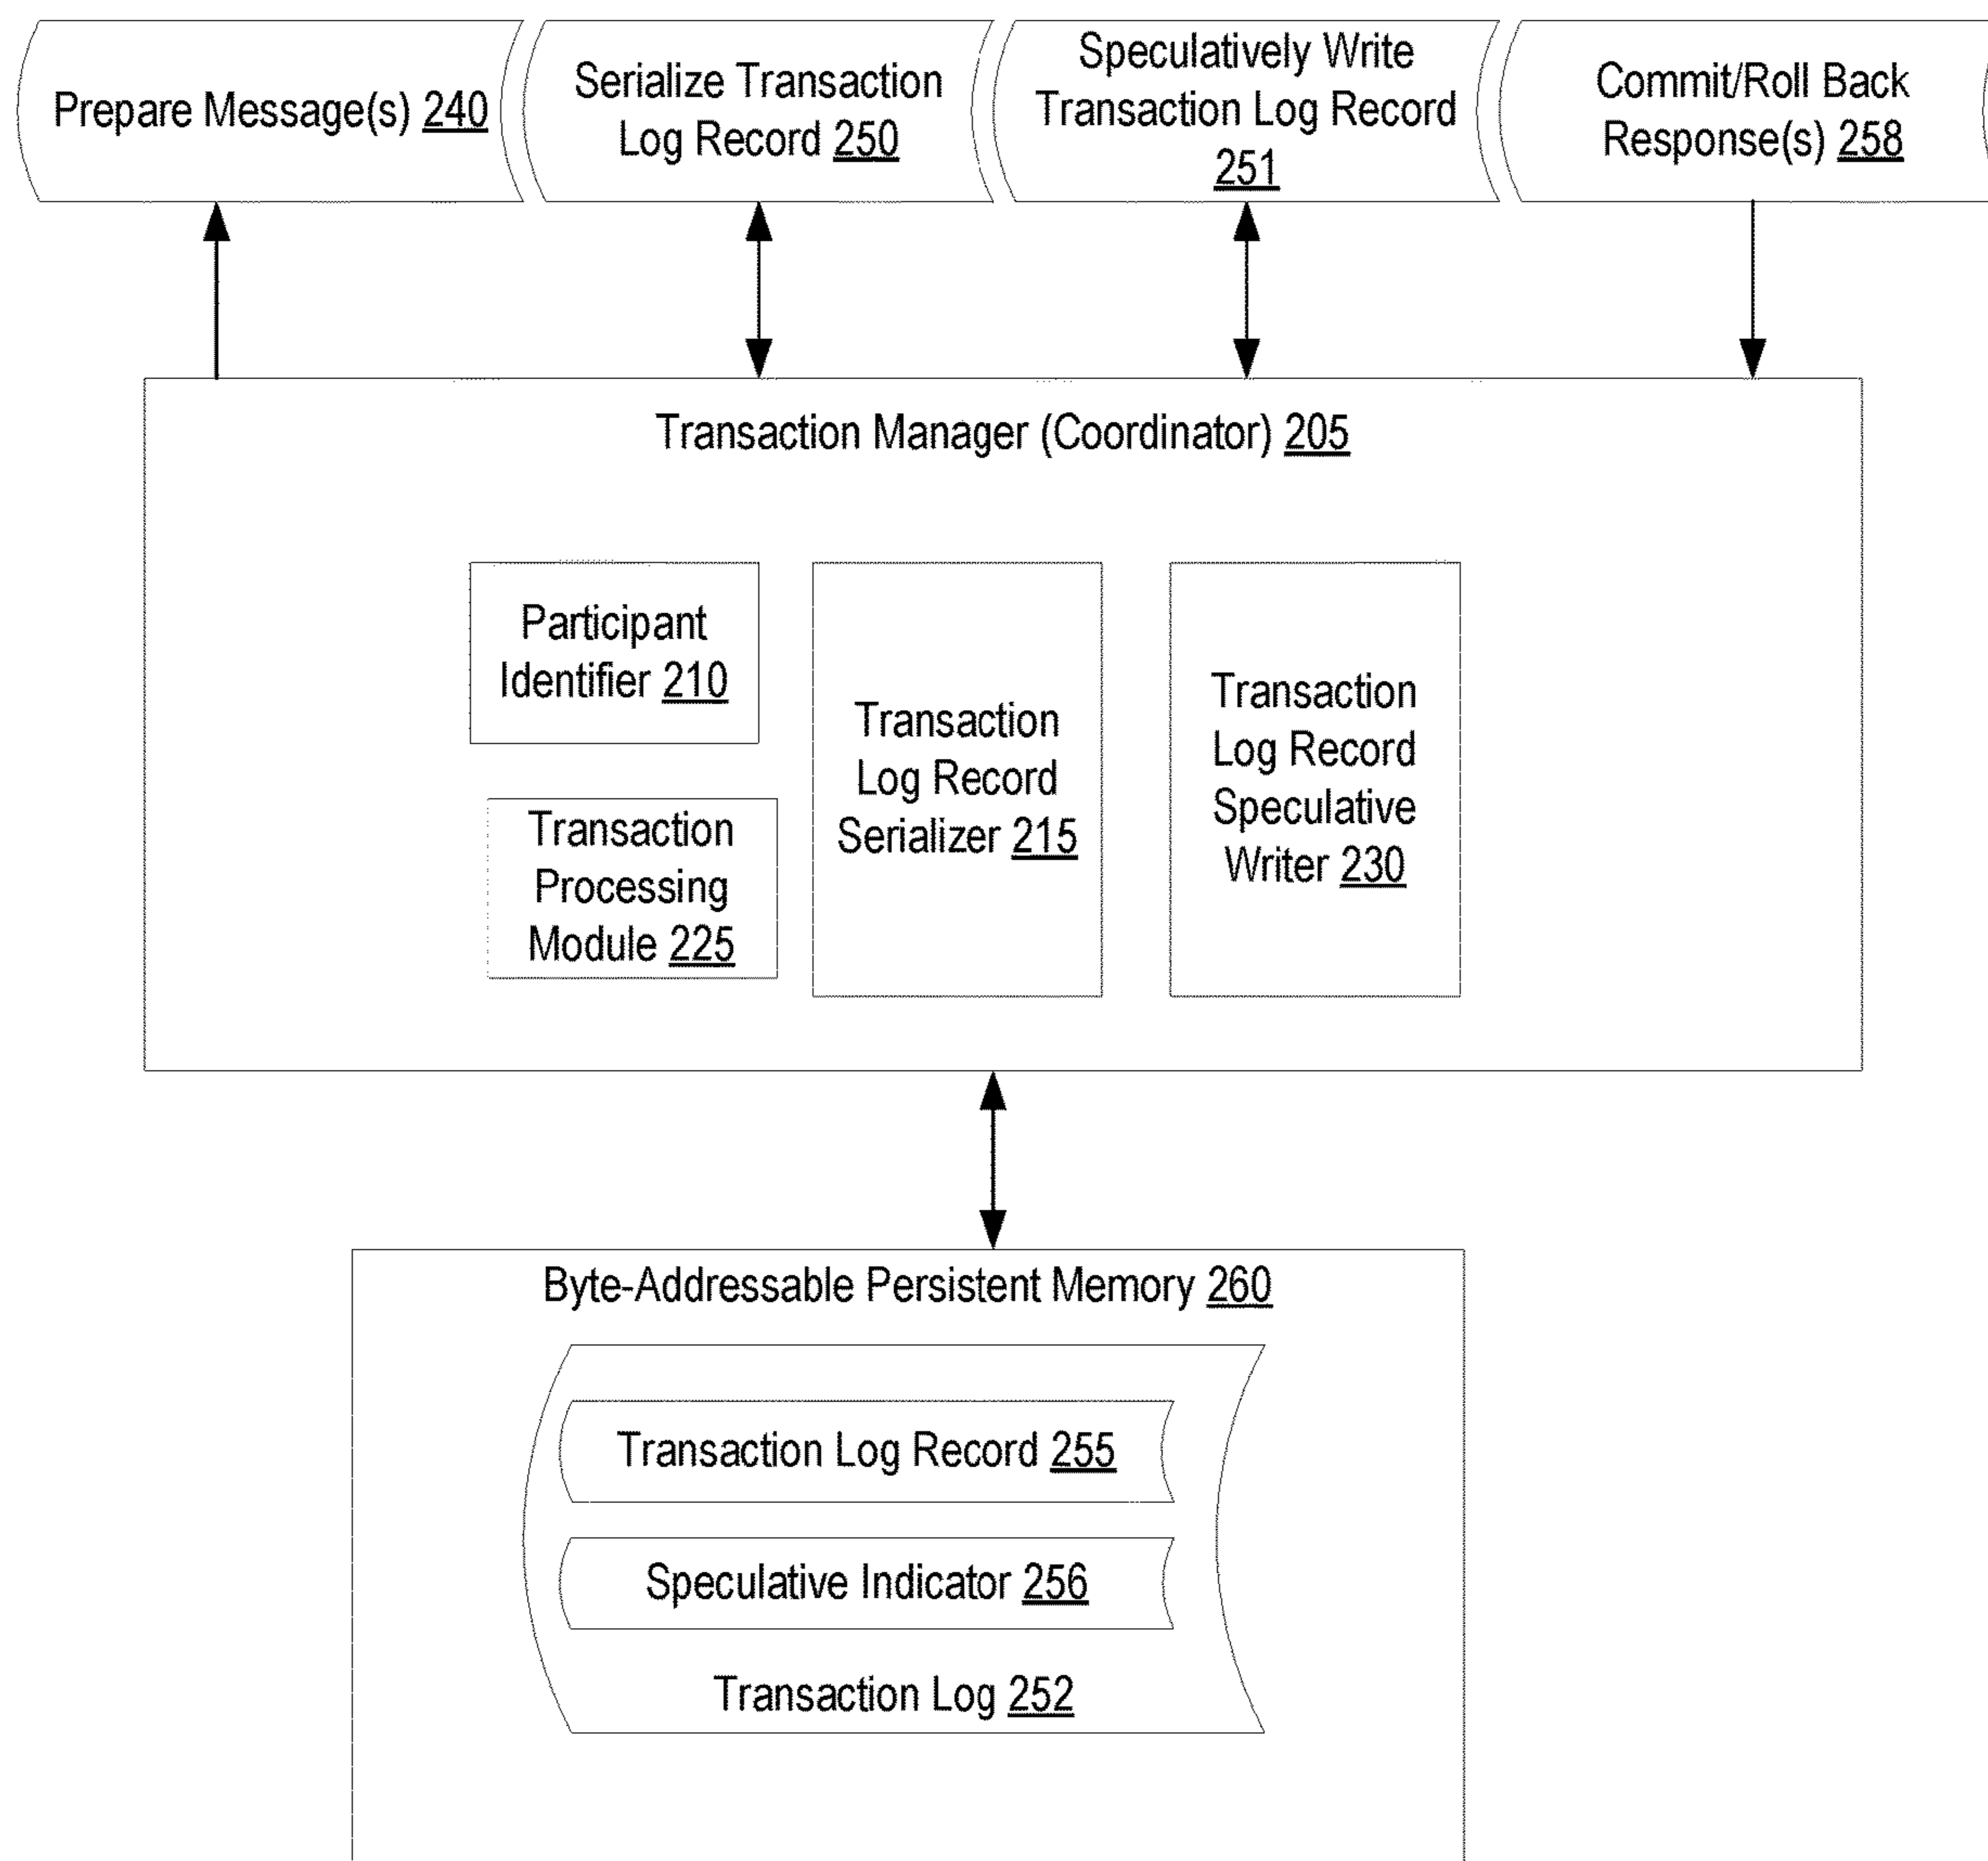 Prepare Message(s) 240
Serialize Transaction
Log Record 250
Speculatively Write
Transaction Log Record
251
Commit/Roll Back
Response(s) 258
Transaction Manager (Coordinator) 205
Participant
Identifier 210
Transaction
Processing
Module 225
Transaction
Log Record
Serializer 215
Transaction
Log Record
Speculative
Writer 230
Byte-Addressable Persistent Memory 260
Transaction Log Record 255
Speculative Indicator 256
Transaction Log 252